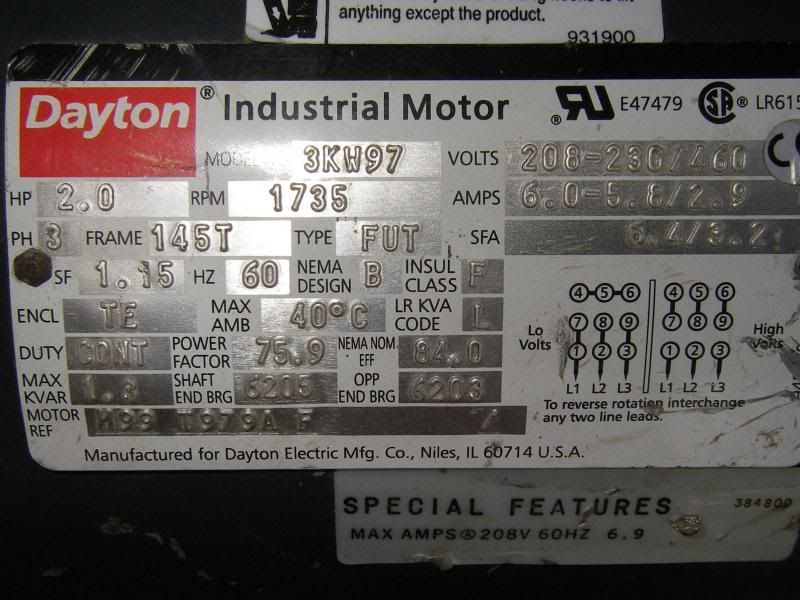 anything except the product.
931900
Dayton® Industrial Motor ® E47479 ® LR615
MODEL 3KW97 VOLTS 208-230/460
HP 2.0 RPM 1735 AMPS 6.0-5.8/2.9
PH 3 FRAME 145T TYPE FUT SFA 6.4/3.2
SF 1.15 HZ 60 NEMA DESIGN B INSUL CLASS F
ENCL TE MAX AMB 40°C LR KVA CODE L
DUTY CONT POWER FACTOR 75.9 NEMA NOM. EFF 84.0
MAX KVAR 1.3 SHAFT END BRG 6205 OPP END BRG 6203
MOTOR REF M99 I979A F 7
4 5 6 4 5 6
7 8 9 7 8 9
Lo Volts High Volts
1 2 3 1 2 3
L1 L2 L3 L1 L2 L3
To reverse rotation interchange
any two line leads.
Manufactured for Dayton Electric Mfg. Co., Niles, IL 60714 U.S.A.
SPECIAL FEATURES 38480D
MAX AMPS@208V 60HZ 6.9